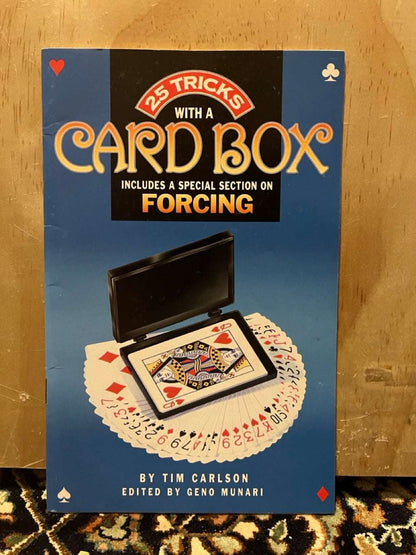 25 TRICKS
WITH A
CARD BOX
INCLUDES A SPECIAL SECTION ON
FORCING
BY TIM CARLSON
EDITED BY GENO MUNARI